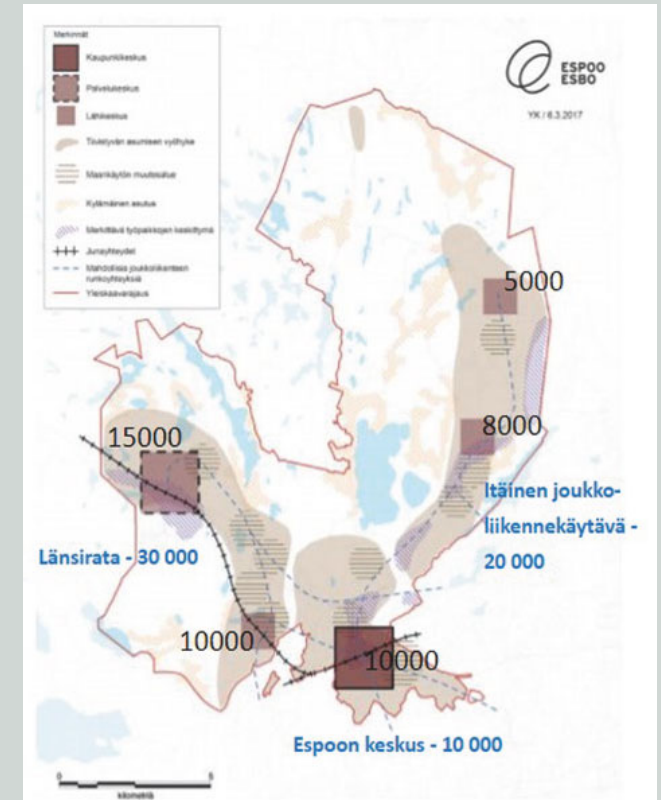 Merkinnät
Kaupunkikeskus
Palvelukeskus
Lähikeskus
Tiivistyvän asumisen vyöhyke
Maankäytön muutosalue
Kylämäinen asutus
Merkittävä työpaikkojen keskittymä
Junayhteydet
Mahdollisia joukkoliikenteen
runkoyhteyksiä
Yleiskaavarajaus
ESPOO
ESBO
YK / 6.3.2017
5000
8000
15000
Itäinen joukko-
liikennekäytävä -
20 000
Länsirata - 30 000
10000
10000
Espoon keskus - 10 000
0
5
kilometriä